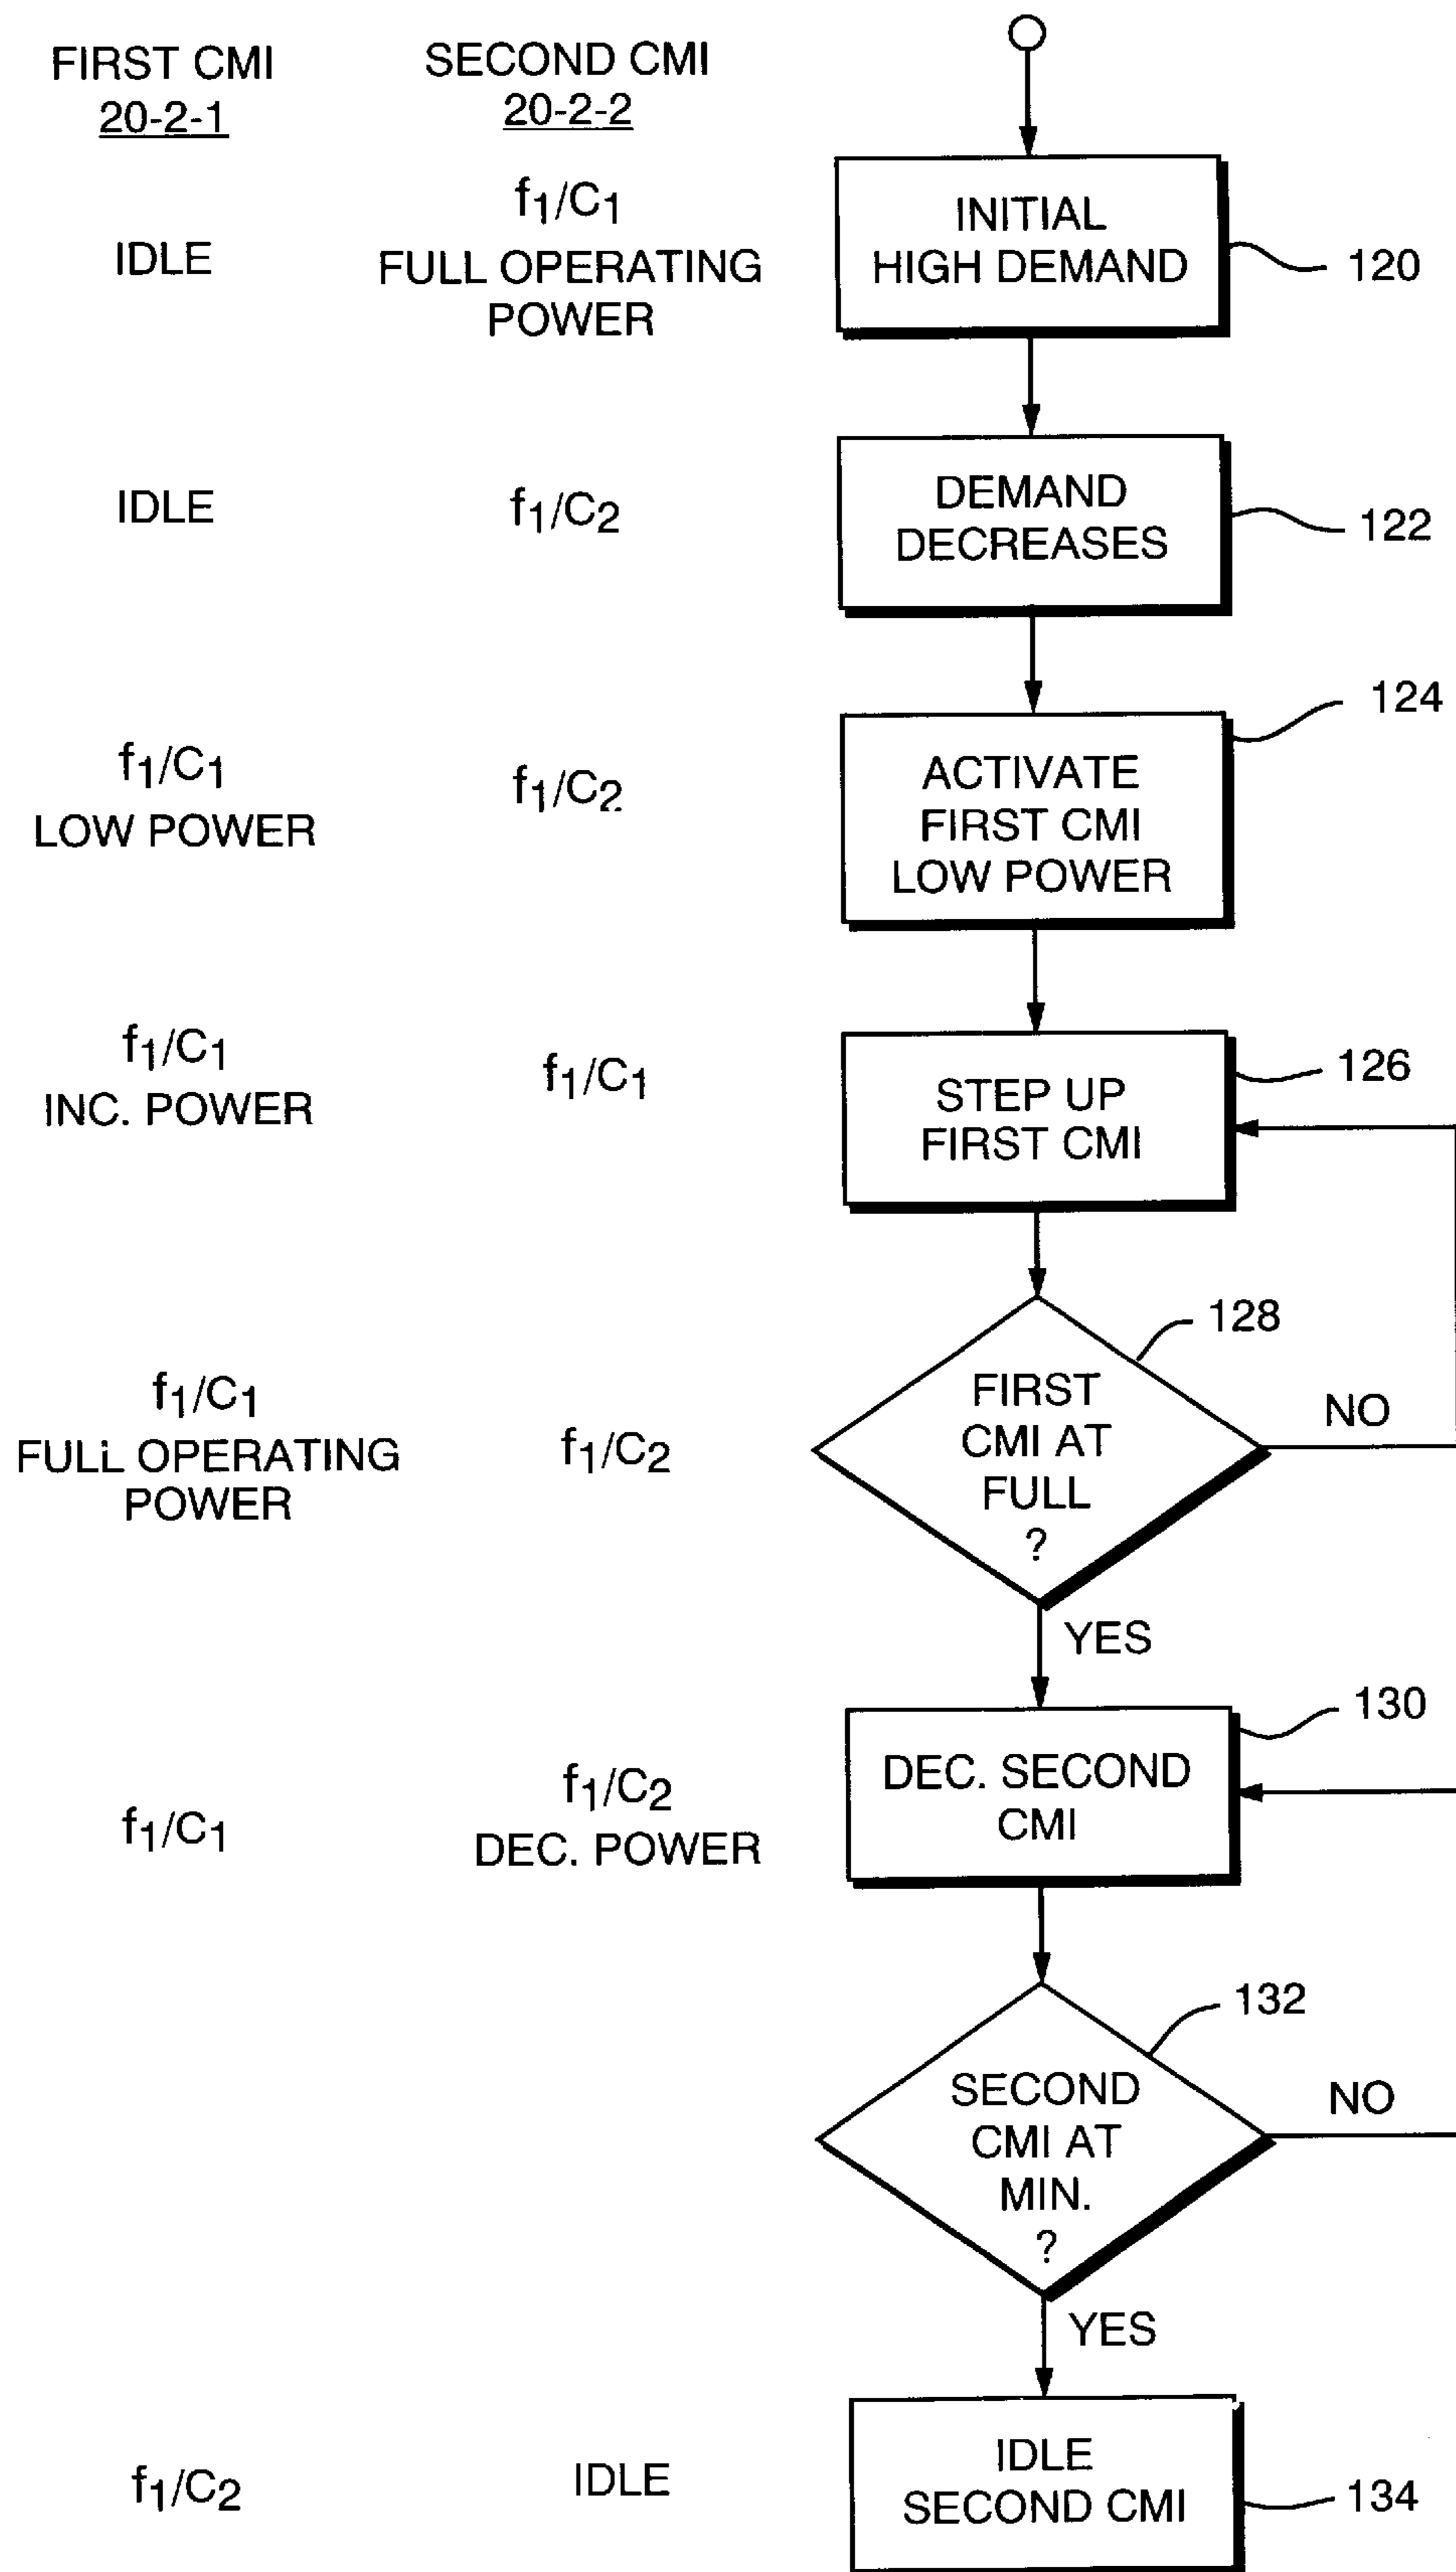 FIRST CMI
20-2-1
SECOND CMI
20-2-2
IDLE
f1/C1
FULL OPERATING
POWER
INITIAL
HIGH DEMAND
120
IDLE
f1/C2
DEMAND
DECREASES
122
f1/C1
LOW POWER
f1/C2
ACTIVATE
FIRST CMI
LOW POWER
124
f1/C1
INC. POWER
f1/C1
STEP UP
FIRST CMI
126
f1/C1
FULL OPERATING
POWER
f1/C2
FIRST
CMI AT
FULL
?
128
NO
YES
f1/C1
f1/C2
DEC. POWER
DEC. SECOND
CMI
130
SECOND
CMI AT
MIN.
?
132
NO
YES
f1/C2
IDLE
IDLE
SECOND CMI
134